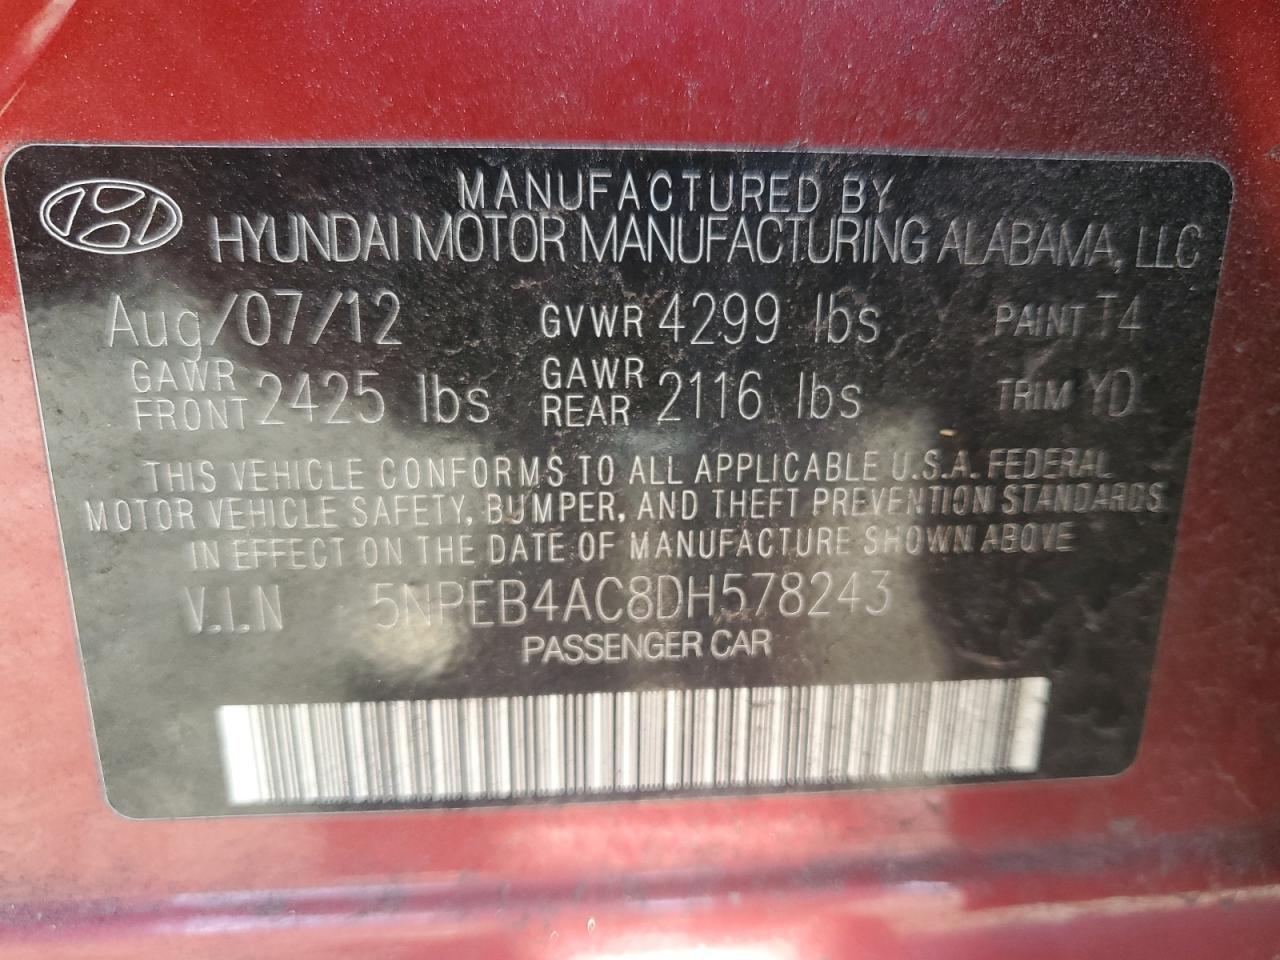 MANUFACTURED BY
HYUNDAI MOTOR MANUFACTURING ALABAMA, LLC
Aug/07/12 GVWR 4299 lbs PAINT T4
GAWR FRONT 2425 lbs GAWR REAR 2116 lbs TRIM YD
THIS VEHICLE CONFORMS TO ALL APPLICABLE U.S.A. FEDERAL
MOTOR VEHICLE SAFETY, BUMPER, AND THEFT PREVENTION STANDARDS
IN EFFECT ON THE DATE OF MANUFACTURE SHOWN ABOVE
V.I.N 5NPEB4AC8DH578243
PASSENGER CAR